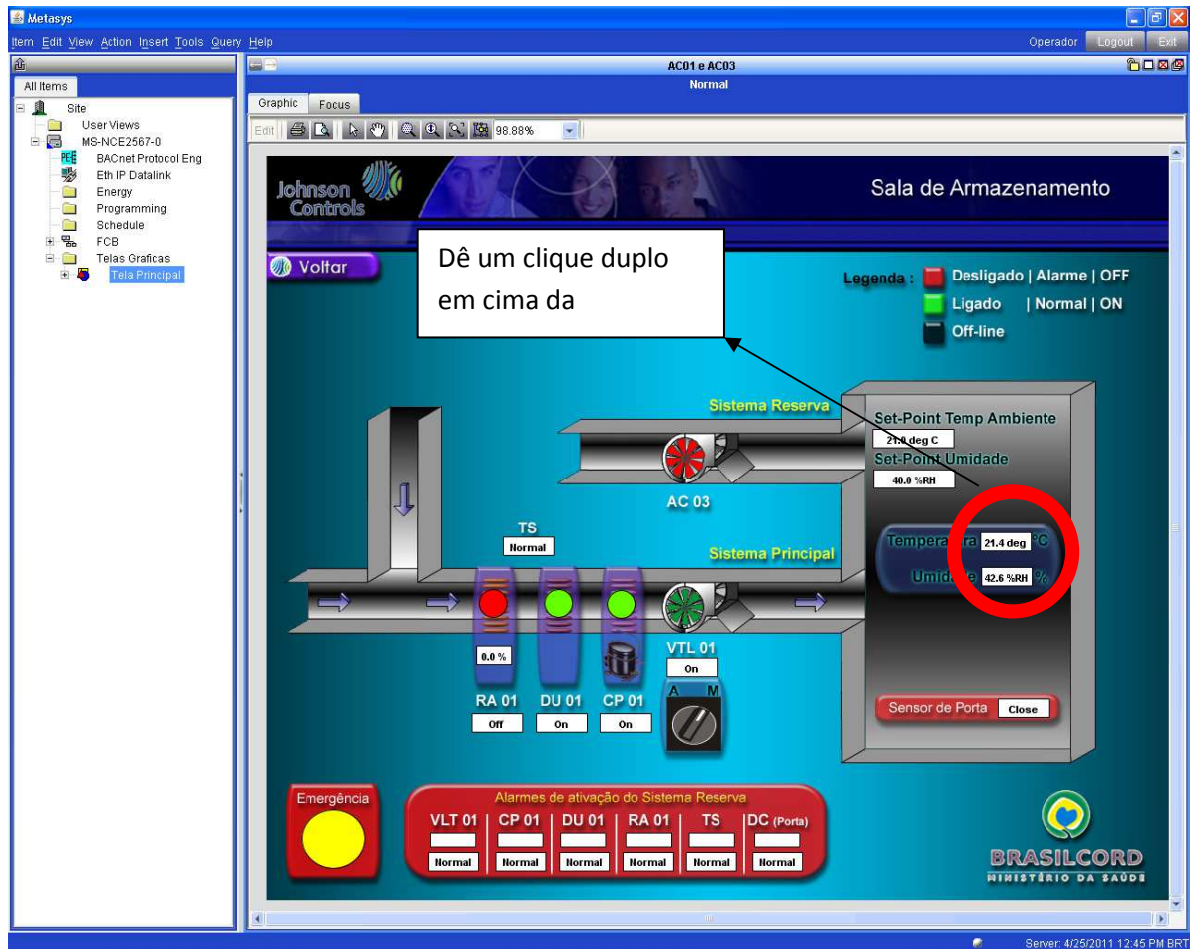 Metasys
Item Edit View Action Insert Tools Query Help
Operador Logout Exit
All Items
Site
User Views
MS-NCE2567-0
BACnet Protocol Eng
Eth IP Datalink
Energy
Programming
Schedule
FCB
Telas Graficas
Tela Principal
AC01 e AC03
Normal
Graphic Focus
Edit 98.88%
Johnson Controls
Sala de Armazenamento
Voltar
Dê um clique duplo
em cima da
Legenda : Desligado | Alarme | OFF
Ligado | Normal | ON
Off-line
Sistema Reserva
AC 03
Set-Point Temp Ambiente
21.0 deg C
Set-Point Umidade
40.0 %RH
TS
Normal
Sistema Principal
Temperatura 21.4 deg °C
Umidade 42.6 %RH %
0.0 %
VTL 01
On
A M
RA 01 DU 01 CP 01
Off On On
Sensor de Porta Close
Emergência
Alarmes de ativação do Sistema Reserva
VLT 01 | CP 01 | DU 01 | RA 01 | TS |DC (Porta)
Normal Normal Normal Normal Normal Normal
BRASILCORD
MINISTÉRIO DA SAÚDE
Server: 4/25/2011 12:45 PM BRT